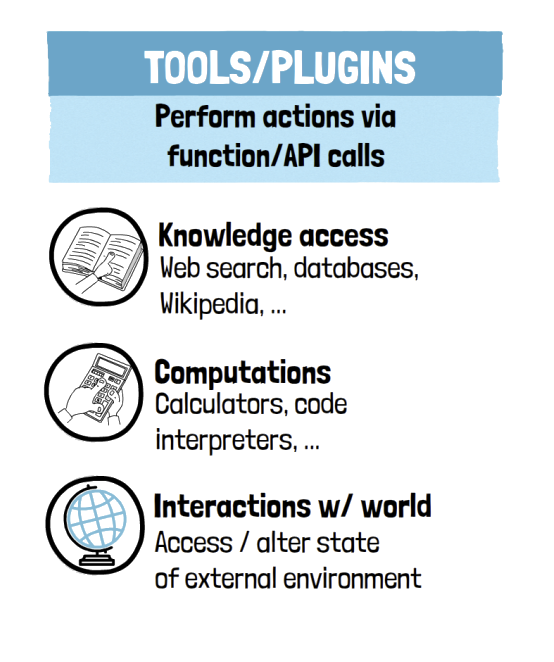 TOOLS/PLUGINS
Perform actions via
function/API calls
Knowledge access
Web search, databases,
Wikipedia, ...
Computations
Calculators, code
interpreters, ...
Interactions w/ world
Access / alter state
of external environment